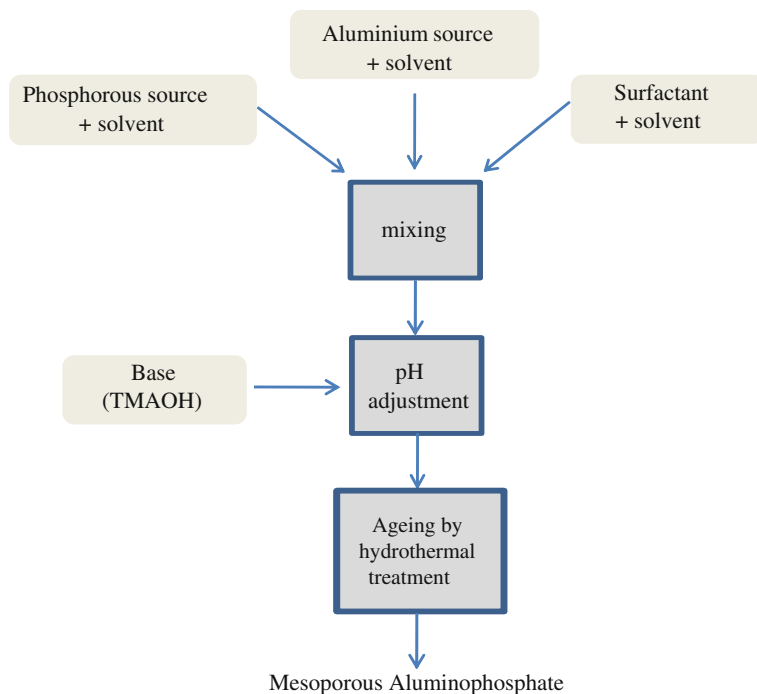 Aluminium source
+ solvent
Phosphorous source
+ solvent
Surfactant
+ solvent
mixing
Base
(TMAOH)
pH
adjustment
Ageing by
hydrothermal
treatment
Mesoporous Aluminophosphate